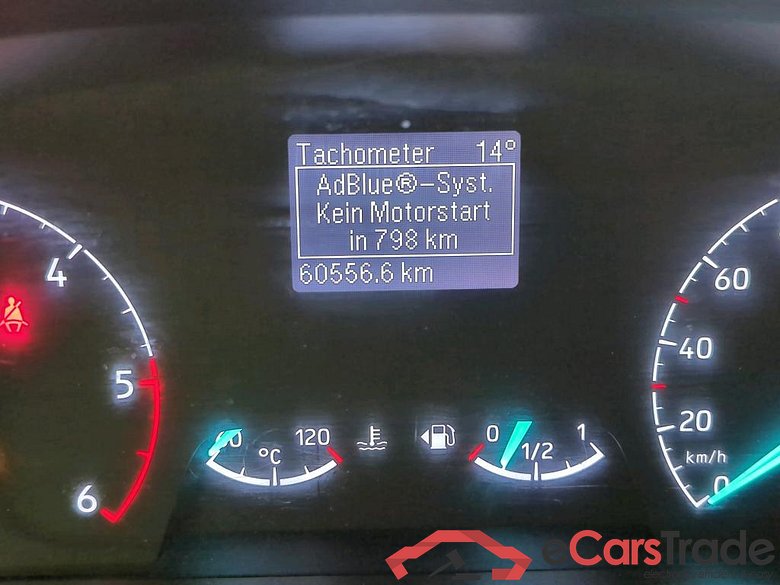 Tachometer 14°
AdBlue®-Syst.
Kein Motorstart
in 798 km
60556.6 km
4
5
6
60
40
20
km/h
0
°C
120
0
1/2
1
eCarsTrade